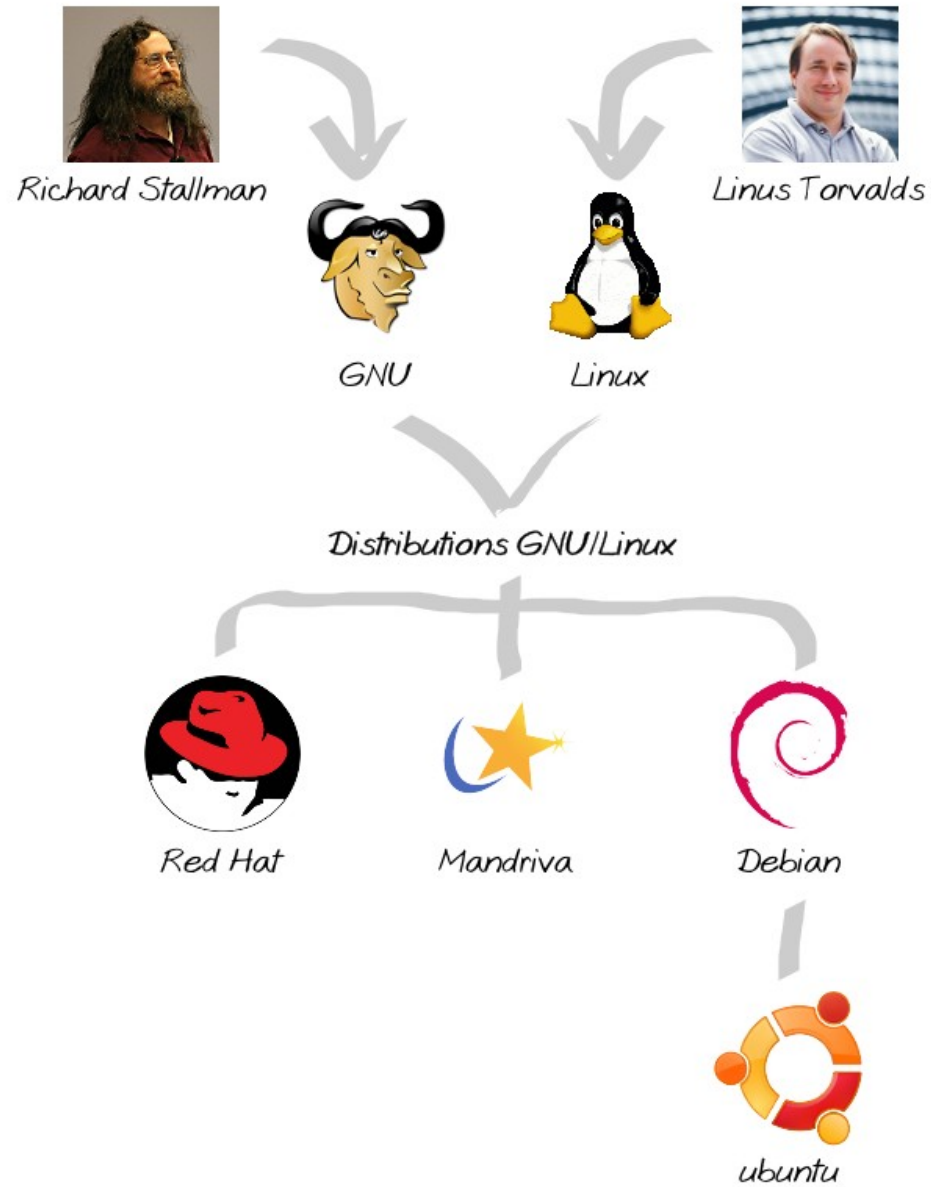 Richard Stallman
Linus Torvalds
GNU
Linux
Distributions GNU/Linux
Red Hat
Mandriva
Debian
ubuntu